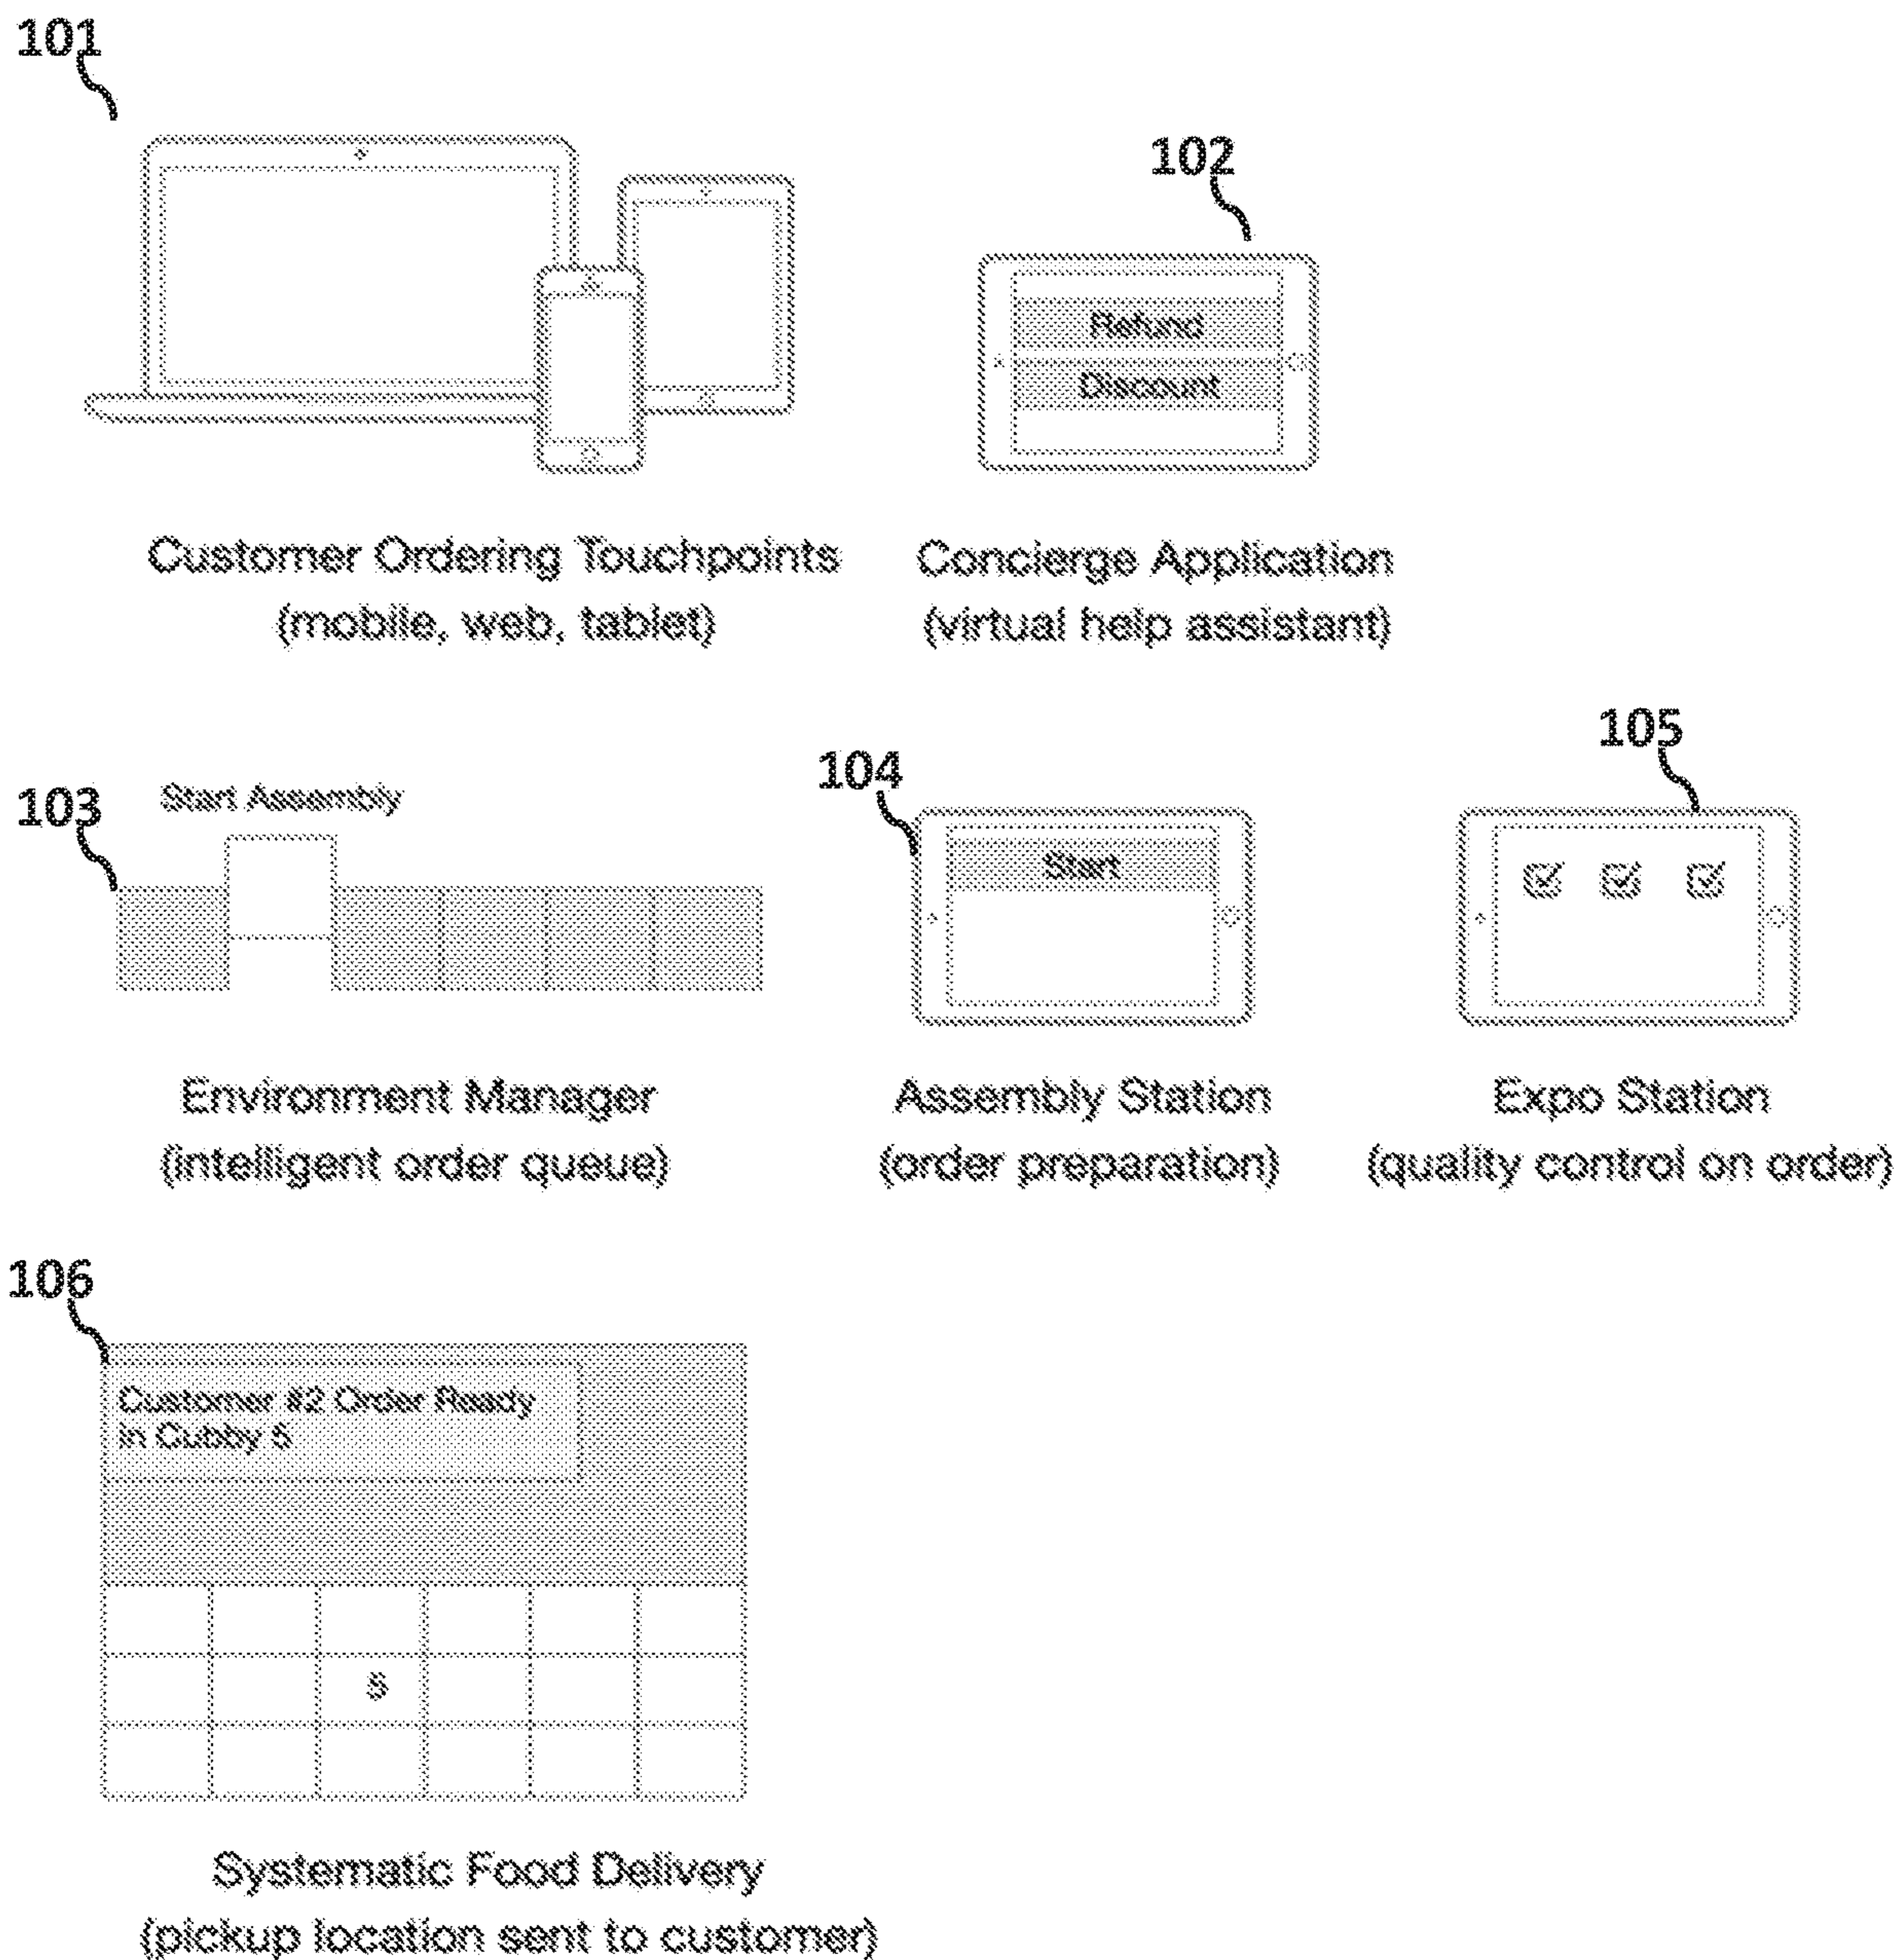 101
102
Refund
Discount
Customer Ordering Touchpoints
(mobile, web, tablet)
Concierge Application
(virtual help assistant)
103
Start Assembly
104
Start
105
Environment Manager
(intelligent order queue)
Assembly Station
(order preparation)
Expo Station
(quality control on order)
106
Customer #2 Order Ready
in Cubby
Systematic Food Delivery
(pickup location sent to customer)